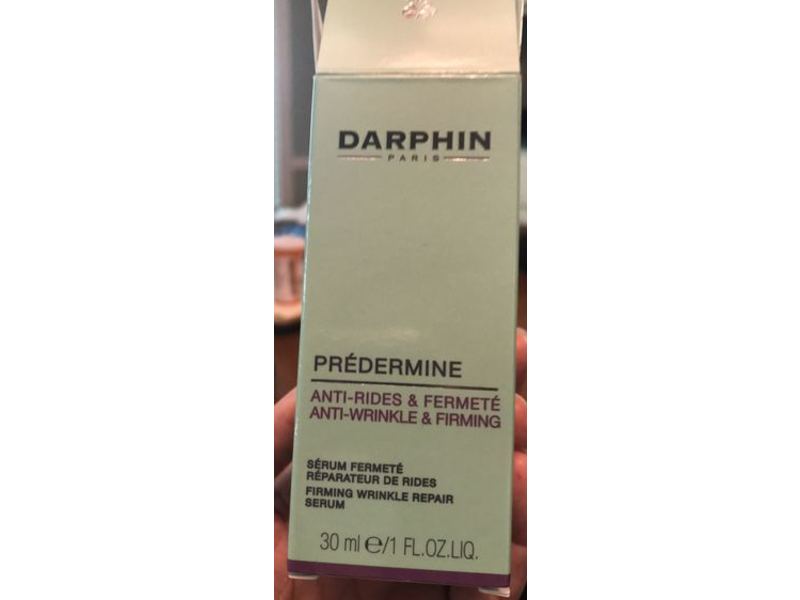 DARPHIN
PARIS
PRÉDERMINE
ANTI-RIDES & FERMETÉ
ANTI-WRINKLE & FIRMING
SÉRUM FERMETÉ
RÉPARATEUR DE RIDES
FIRMING WRINKLE REPAIR
SERUM
30 ml ℮/1 FL.OZ.LIQ.